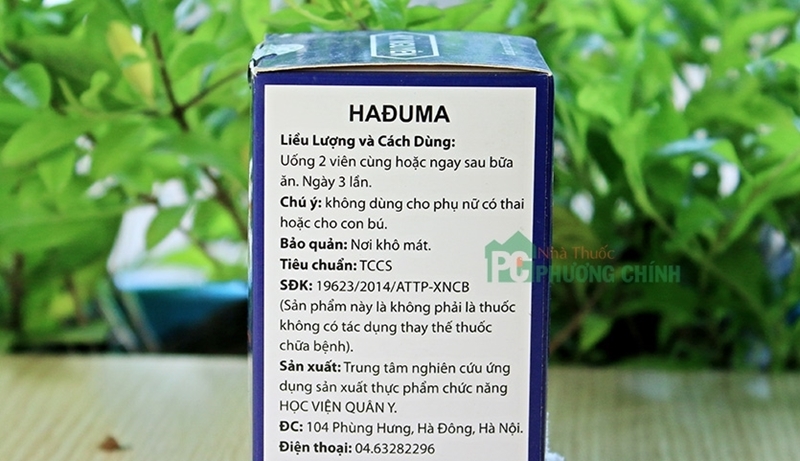 HAĐUMA
Liều Lượng và Cách Dùng:
Uống 2 viên cùng hoặc ngay sau bữa
ăn. Ngày 3 lần.
Chú ý: không dùng cho phụ nữ có thai
hoặc cho con bú.
Bảo quản: Nơi khô mát.
Tiêu chuẩn: TCCS
SĐK: 19623/2014/ATTP-XNCB
(Sản phẩm này là không phải là thuốc
không có tác dụng thay thế thuốc
chữa bệnh).
Sản xuất: Trung tâm nghiên cứu ứng
dụng sản xuất thực phẩm chức năng
HỌC VIỆN QUÂN Y.
ĐC: 104 Phùng Hưng, Hà Đông, Hà Nội.
Điện thoại: 04.63282296
PC Nhà Thuốc
PHƯƠNG CHÍNH